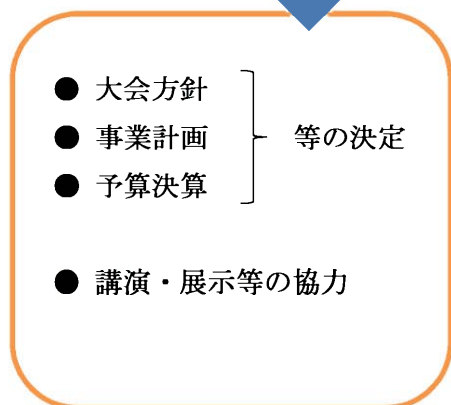 ● 大会方針
● 事業計画 等の決定
● 予算決算
● 講演・展示等の協力